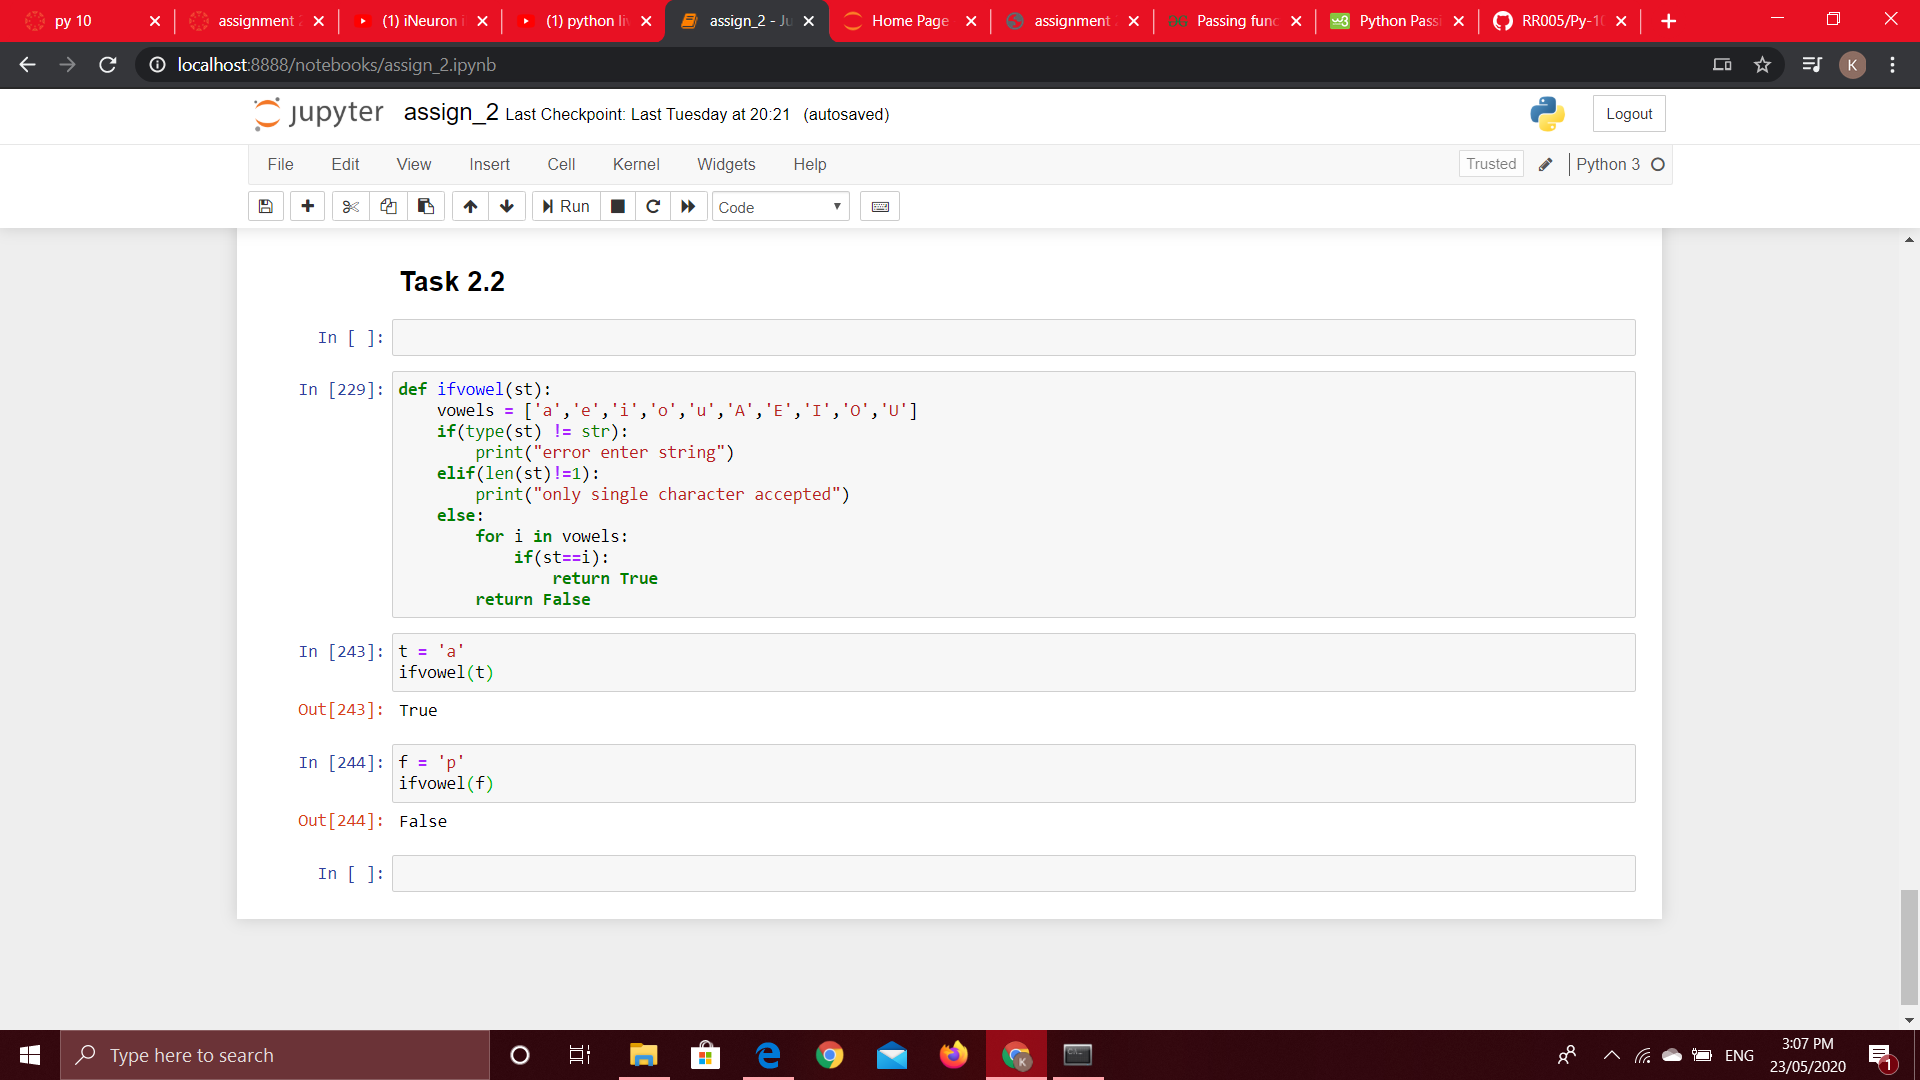 py 10
assignment 2
(1) iNeuron i
(1) python liv
assign_2 - Ju
Home Page
assignment 2
Passing func
Python Passi
RR005/Py-10
localhost:8888/notebooks/assign_2.ipynb
K
jupyter
assign_2 Last Checkpoint: Last Tuesday at 20:21 (autosaved)
Logout
File Edit View Insert Cell Kernel Widgets Help
Trusted
Python 3
Run
Code
Task 2.2
In [ ]:
In [229]:
def ifvowel(st):
    vowels = ['a','e','i','o','u','A','E','I','O','U']
    if(type(st) != str):
        print("error enter string")
    elif(len(st)!=1):
        print("only single character accepted")
    else:
        for i in vowels:
            if(st==i):
                return True
        return False
In [243]:
t = 'a'
ifvowel(t)
Out[243]: True
In [244]:
f = 'p'
ifvowel(f)
Out[244]: False
In [ ]:
Type here to search
K
ENG
3:07 PM
23/05/2020
1